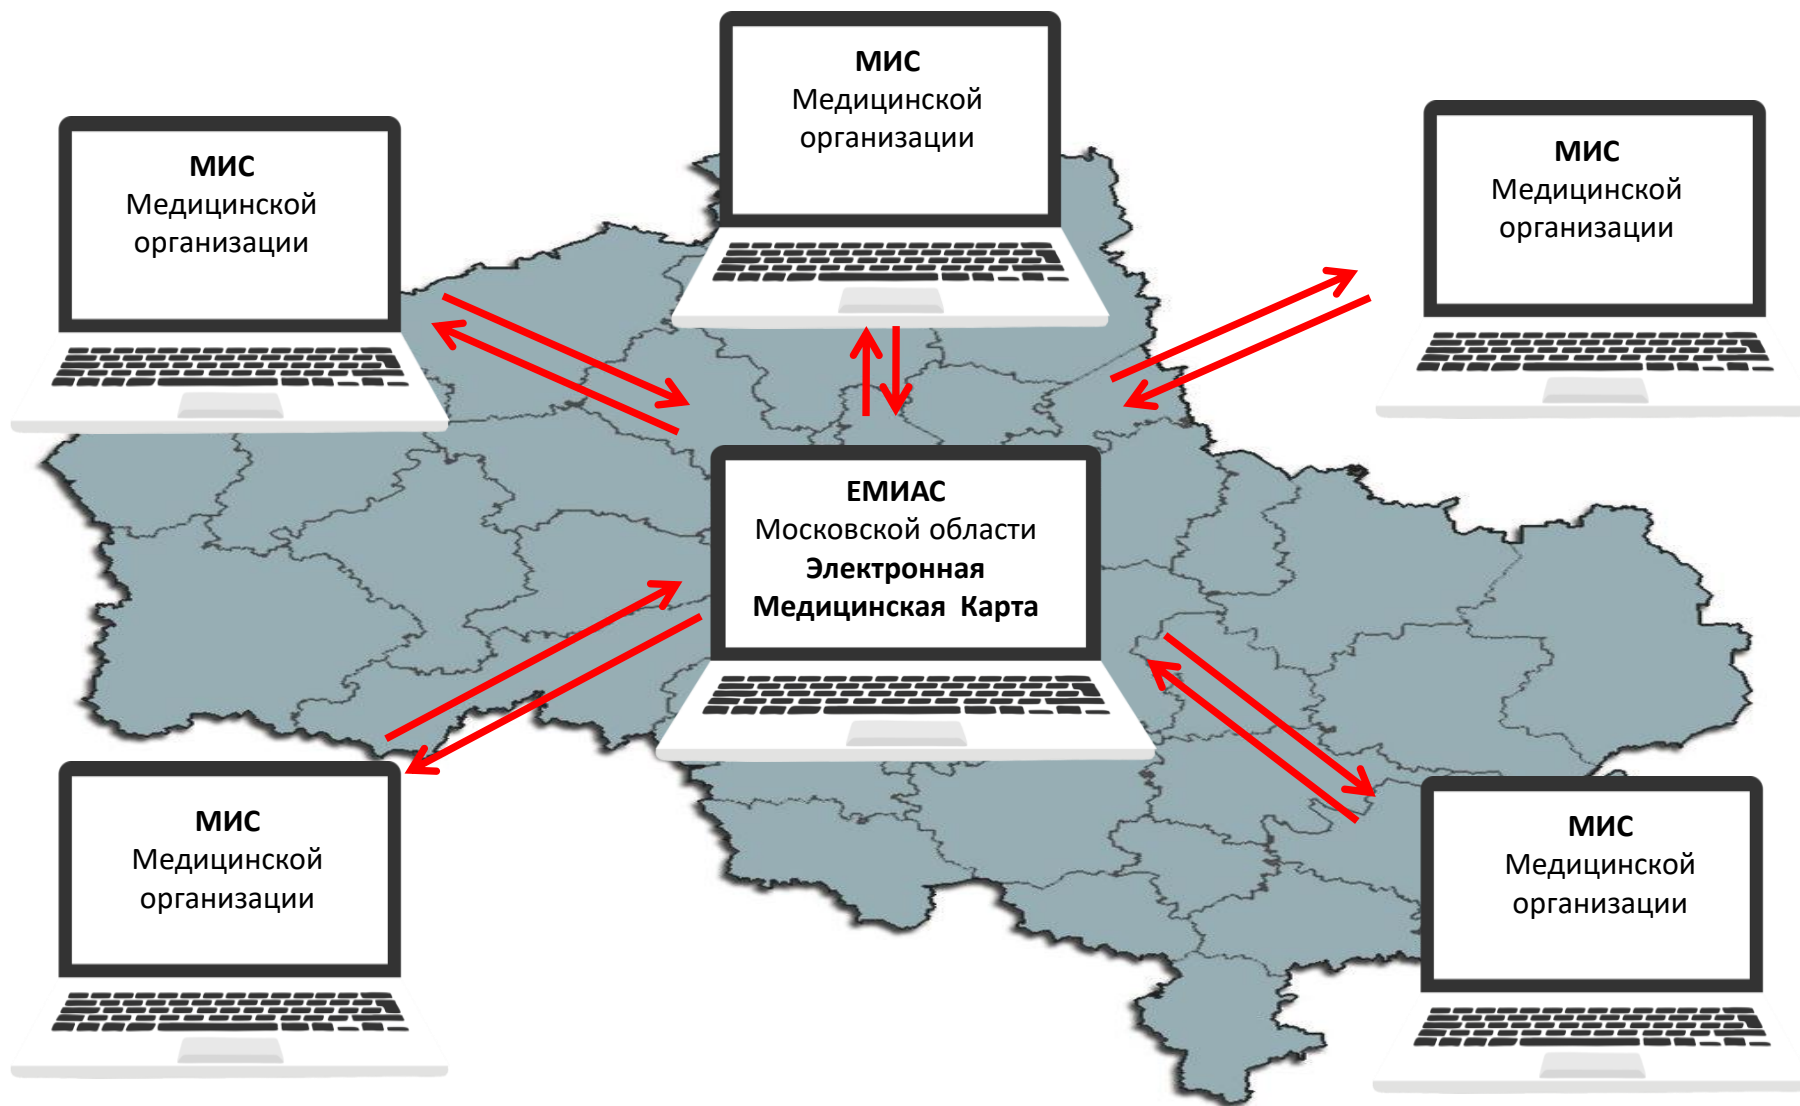 МИС
Медицинской
организации
МИС
Медицинской
организации
МИС
Медицинской
организации
ЕМИАС
Московской области
Электронная
Медицинская Карта
МИС
Медицинской
организации
МИС
Медицинской
организации